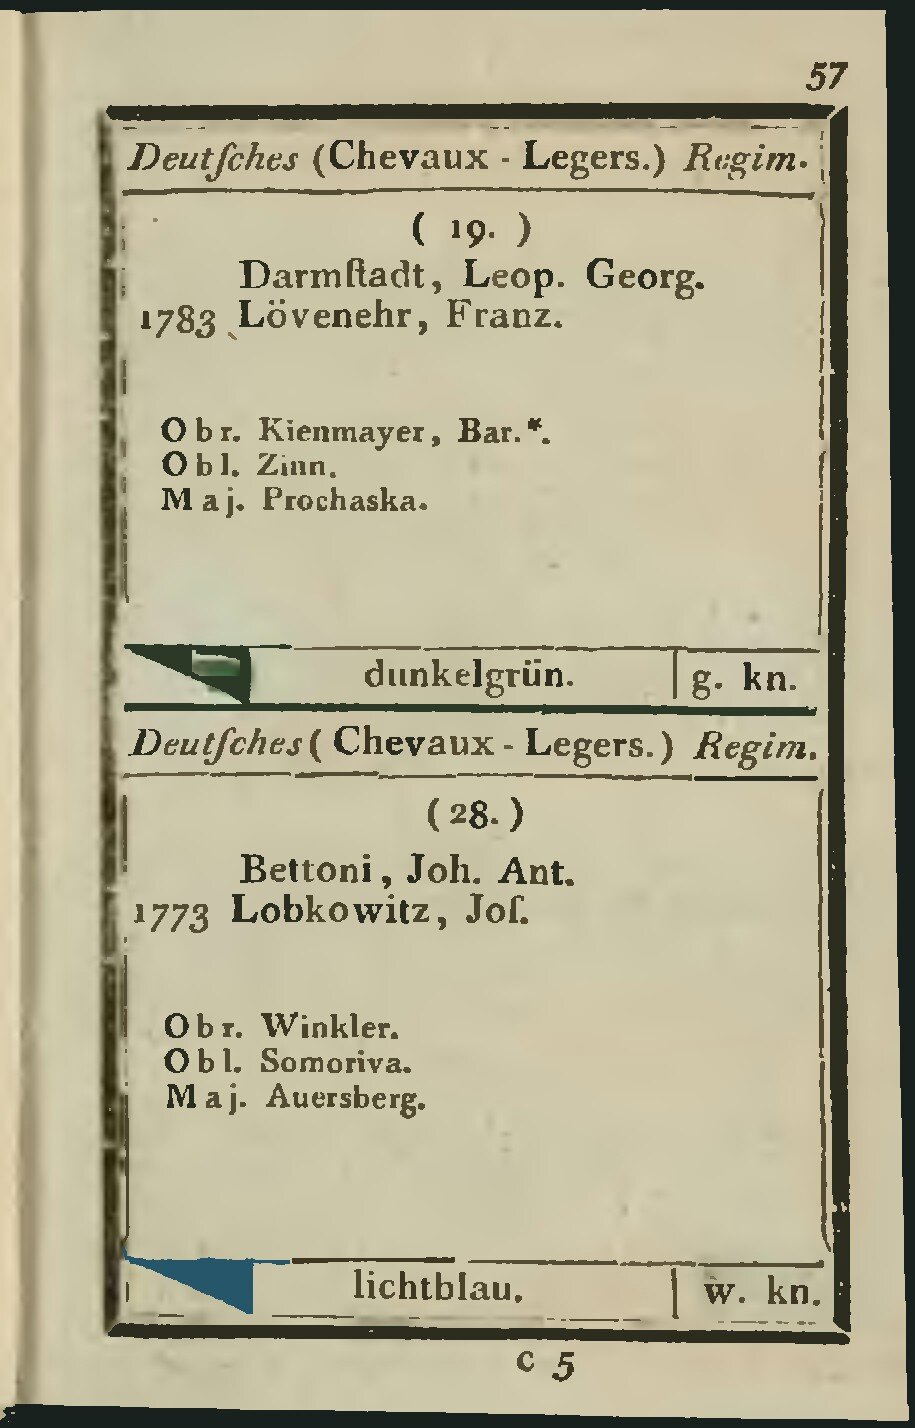 57
Deutſches (Chevaux - Legers.) Regim.
( 19. )
Darmſtadt, Leop. Georg.
1783 Lövenehr, Franz.
Obr. Kienmayer, Bar.*.
Obl. Zinn.
Maj. Prochaska.
dunkelgrün. g. kn.
Deutſches ( Chevaux - Legers. ) Regim.
(28.)
Bettoni, Joh. Ant.
1773 Lobkowitz, Joſ.
Obr. Winkler.
Obl. Somoriva.
Maj. Auersberg.
lichtblau. w. kn.
c 5